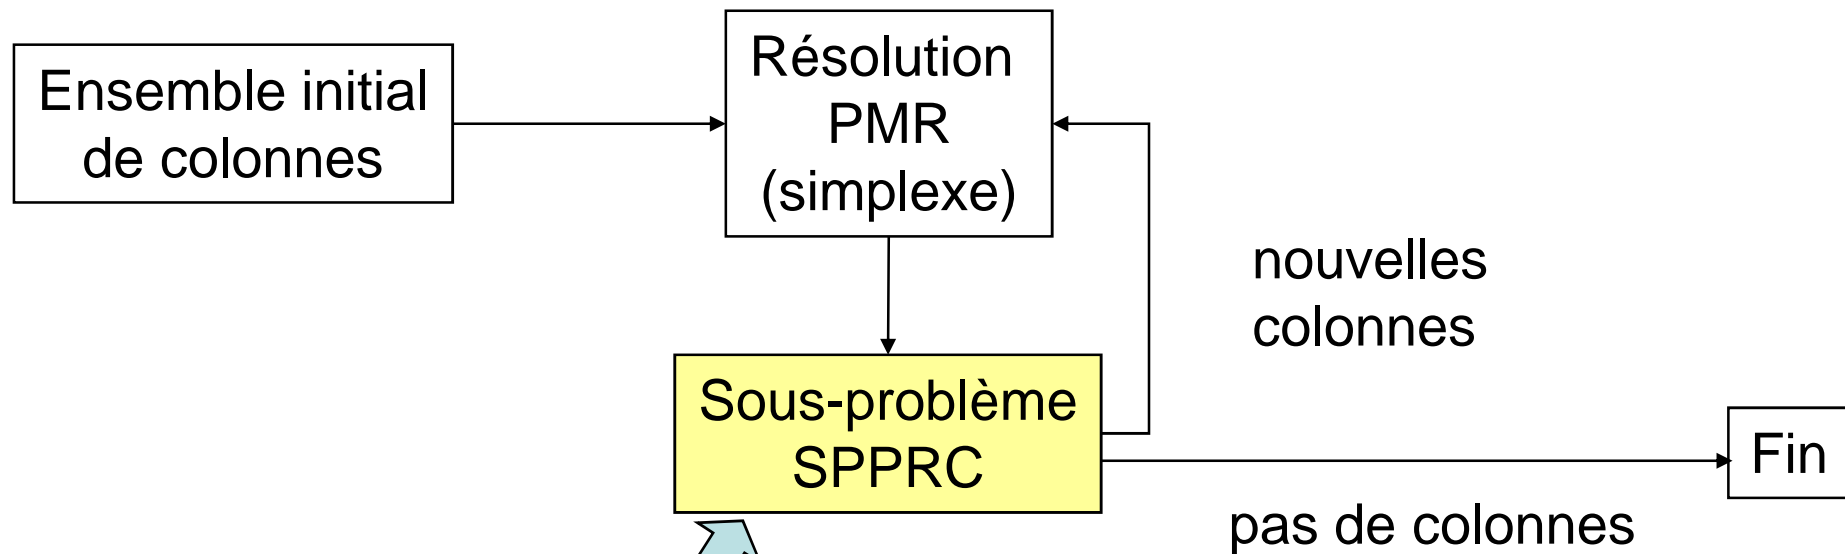 Ensemble initial
de colonnes
Résolution
PMR
(simplexe)
nouvelles
colonnes
Sous-problème
SPPRC
Fin
pas de colonnes